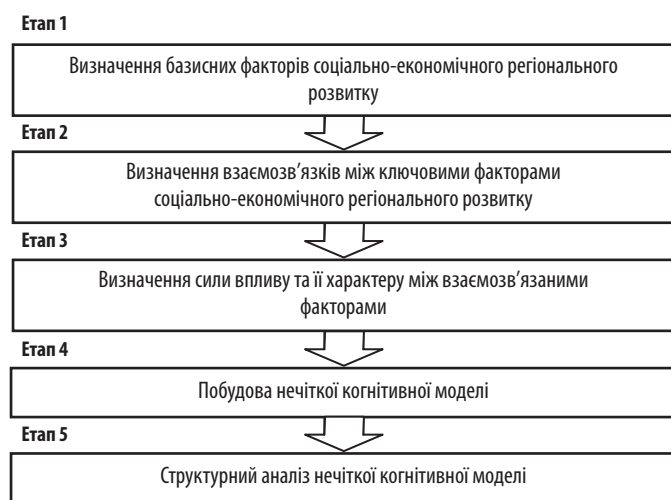 Етап 1
Визначення базисних факторів соціально-економічного регіонального
розвитку
Етап 2
Визначення взаємозв’язків між ключовими факторами
соціально-економічного регіонального розвитку
Етап 3
Визначення сили впливу та її характеру між взаємозв’язаними
факторами
Етап 4
Побудова нечіткої когнітивної моделі
Етап 5
Структурний аналіз нечіткої когнітивної моделі